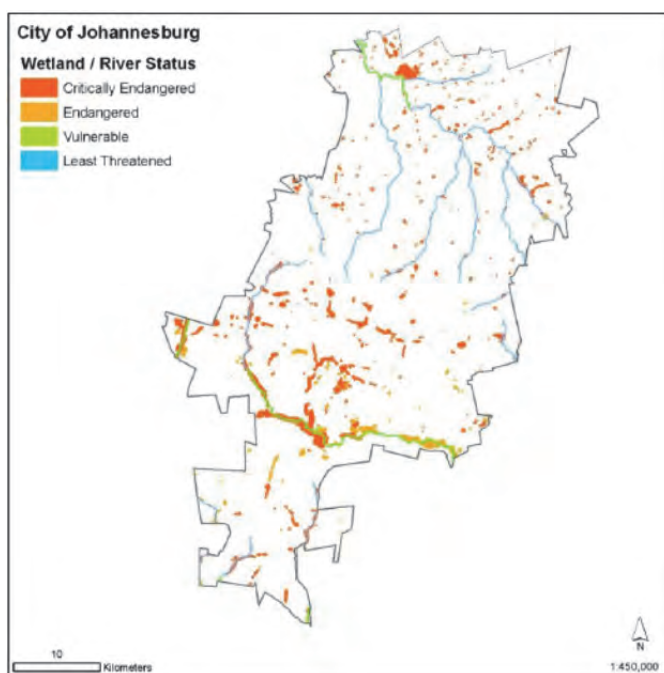 City of Johannesburg
Wetland / River Status
Critically Endangered
Endangered
Vulnerable
Least Threatened
10
Kilometers
N
1:450,000